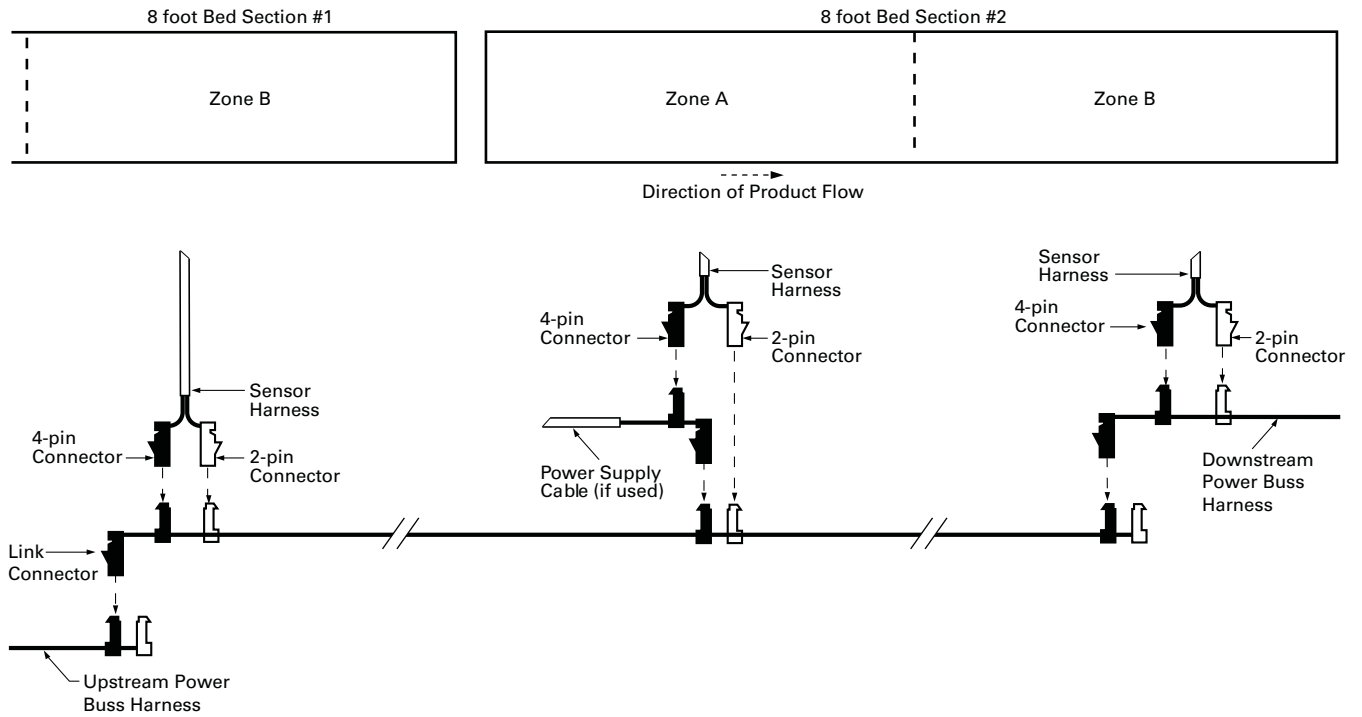 8 foot Bed Section #1
8 foot Bed Section #2
Zone B
Zone A
Zone B
Direction of Product Flow
Sensor
Harness
4-pin
Connector
2-pin
Connector
Link
Connector
Upstream Power
Buss Harness
Sensor
Harness
4-pin
Connector
2-pin
Connector
Power Supply
Cable (if used)
Sensor
Harness
4-pin
Connector
2-pin
Connector
Downstream
Power Buss
Harness